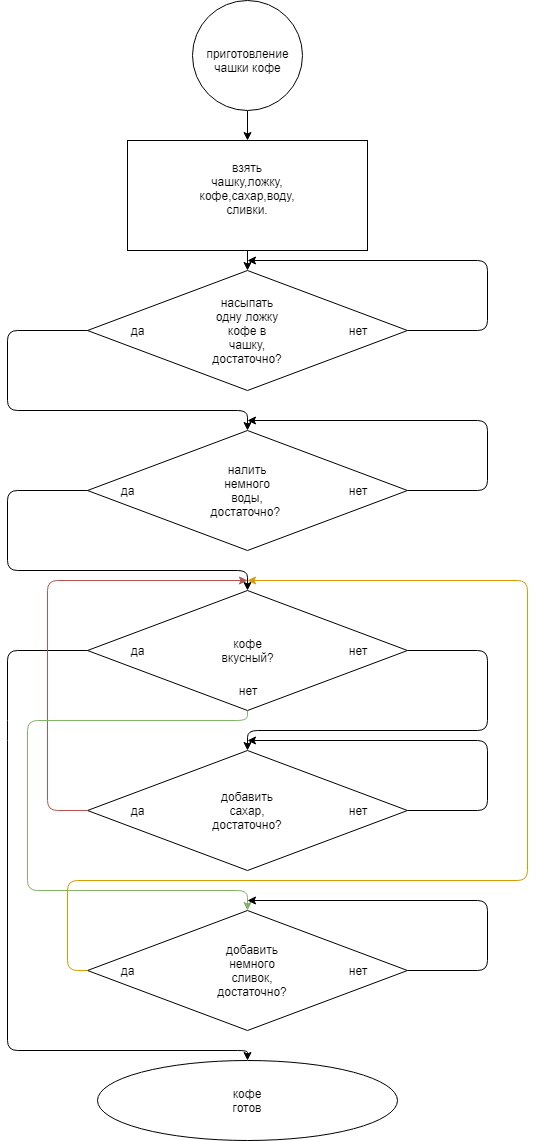 приготовление
чашки кофе
взять
чашку,ложку,
кофе,сахар,воду,
сливки.
насыпать
одну ложку
кофе в
чашку,
достаточно?
да
нет
налить
немного
воды,
достаточно?
да
нет
кофе
вкусный?
да
нет
нет
добавить
сахар,
достаточно?
да
нет
добавить
немного
сливок,
достаточно?
да
нет
кофе
готов